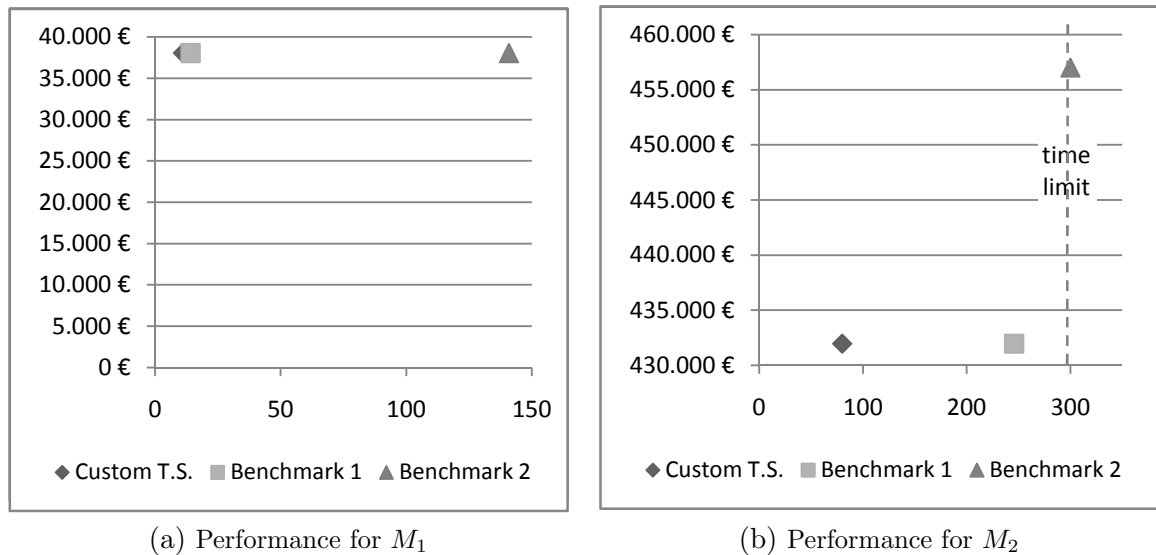 40.000 €
35.000 €
30.000 €
25.000 €
20.000 €
15.000 €
10.000 €
5.000 €
0 €
0 50 100 150
Custom T.S. Benchmark 1 Benchmark 2
(a) Performance for M1
460.000 €
455.000 €
450.000 €
445.000 €
440.000 €
435.000 €
430.000 €
time
limit
0 100 200 300
Custom T.S. Benchmark 1 Benchmark 2
(b) Performance for M2